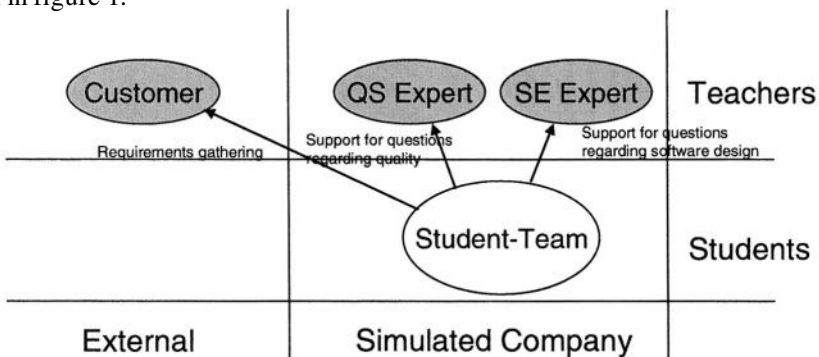 in figure 1.
Customer
QS Expert
SE Expert
Teachers
Requirements gathering
Support for questions
regarding quality
Support for questions
regarding software design
Student-Team
Students
External
Simulated Company